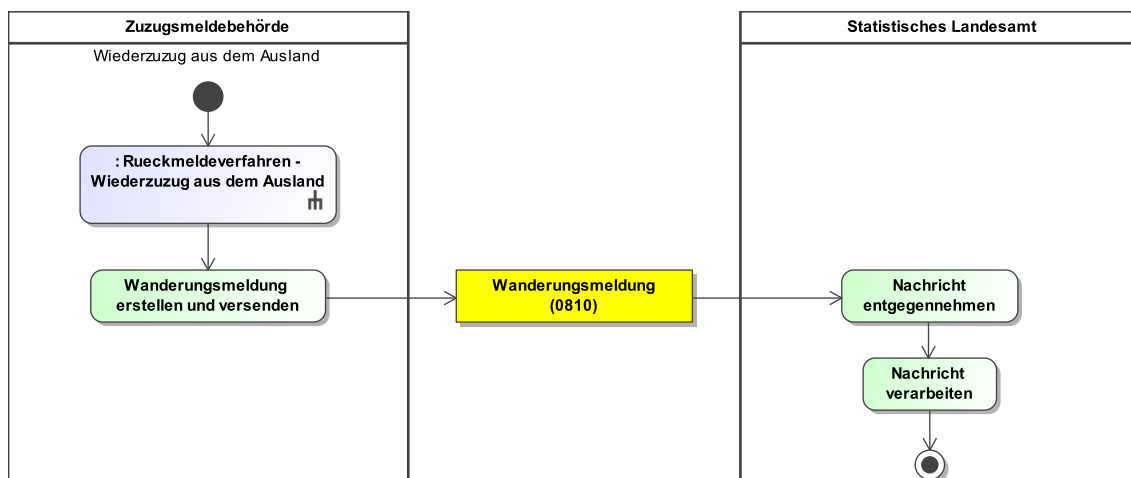 Zuzugsmeldebehörde
Wiederzuzug aus dem Ausland
: Rueckmeldeverfahren -
Wiederzuzug aus dem Ausland
Wanderungsmeldung
erstellen und versenden
Wanderungsmeldung
(0810)
Statistisches Landesamt
Nachricht
entgegennehmen
Nachricht
verarbeiten